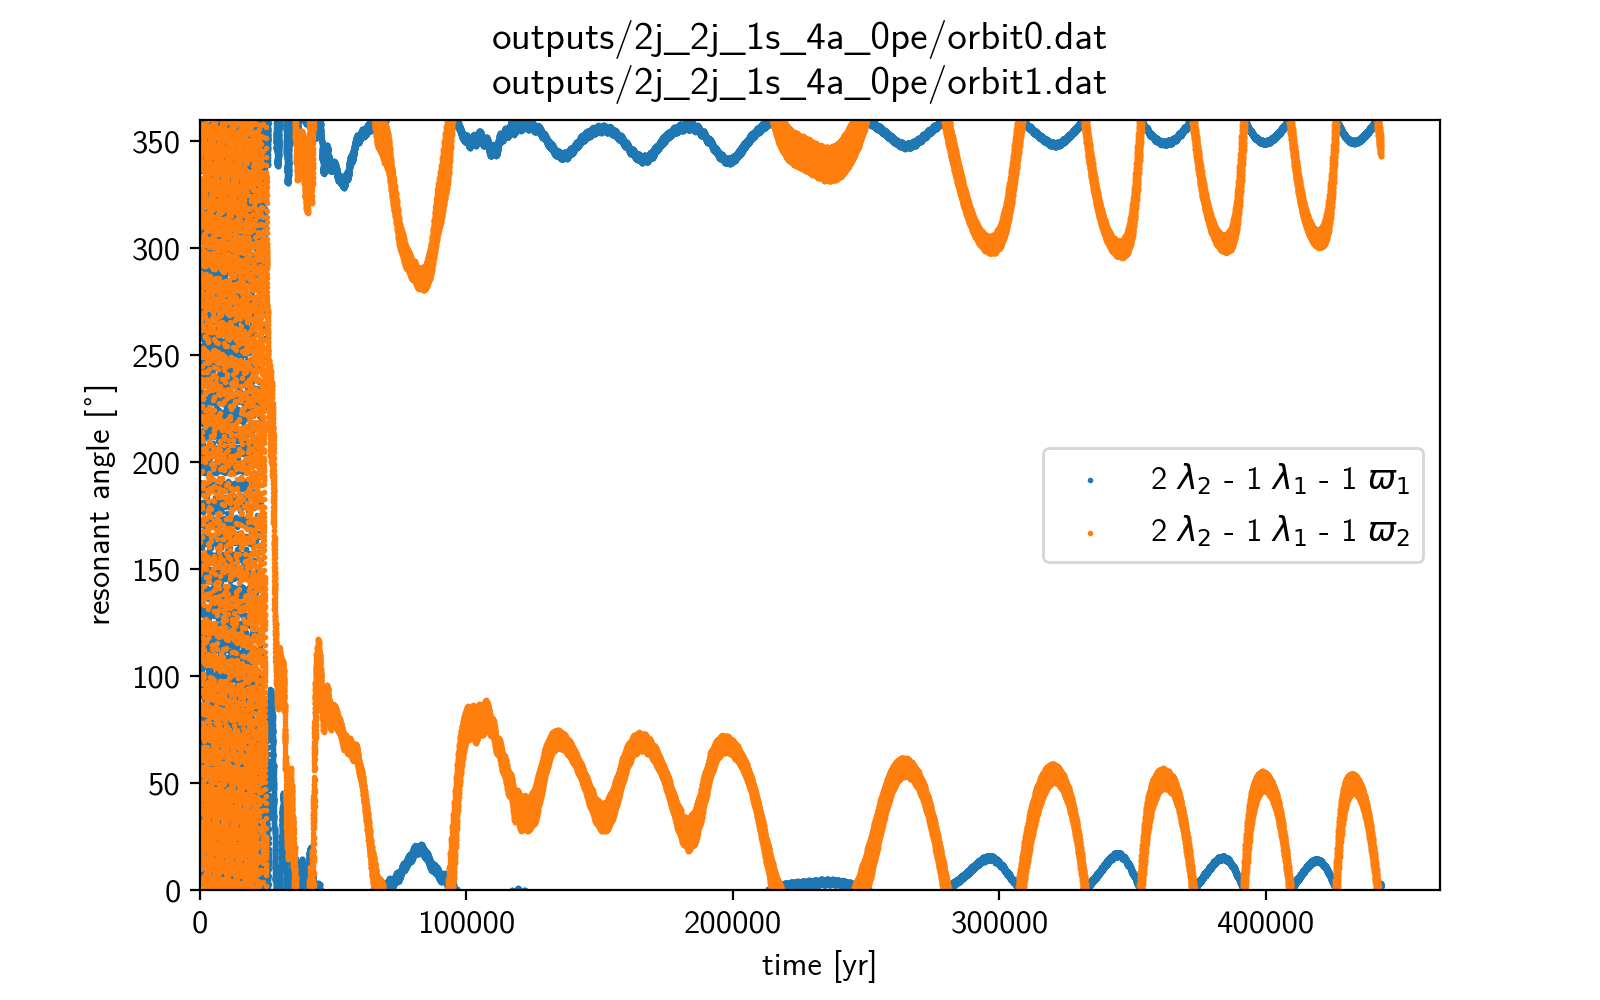 outputs/2j_2j_1s_4a_0pe/orbit0.dat
outputs/2j_2j_1s_4a_0pe/orbit1.dat
350
300
250
200
150
100
50
0
resonant angle [°]
2 λ₂ - 1 λ₁ - 1 ϖ₁
2 λ₂ - 1 λ₁ - 1 ϖ₂
0 100000 200000 300000 400000
time [yr]